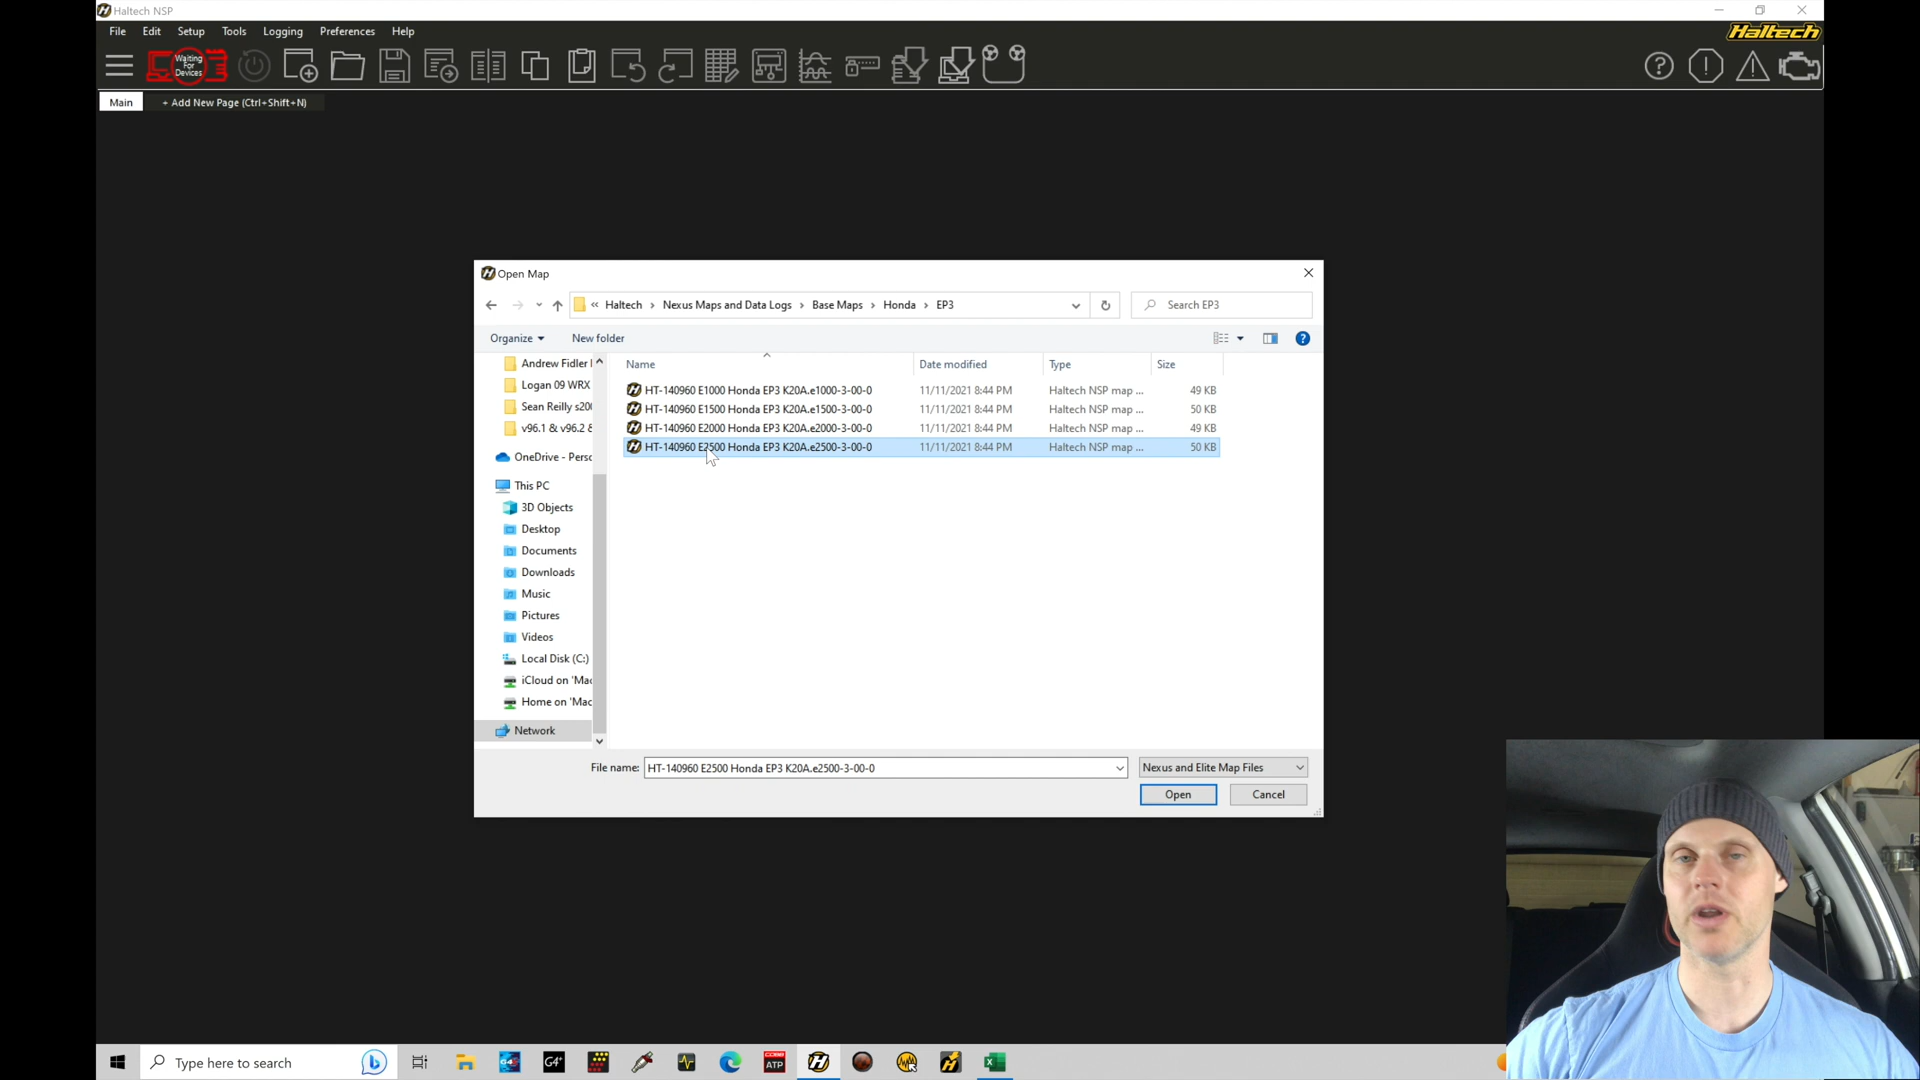 Haltech NSP
File Edit Setup Tools Logging Preferences Help
Haltech
Waiting
For
Devices
Main
+ Add New Page (Ctrl+Shift+N)
Open Map
« Haltech > Nexus Maps and Data Logs > Base Maps > Honda > EP3
Search EP3
Organize New folder
Name Date modified Type Size
HT-140960 E1000 Honda EP3 K20A.e1000-3-00-0 11/11/2021 8:44 PM Haltech NSP map ... 49 KB
HT-140960 E1500 Honda EP3 K20A.e1500-3-00-0 11/11/2021 8:44 PM Haltech NSP map ... 50 KB
HT-140960 E2000 Honda EP3 K20A.e2000-3-00-0 11/11/2021 8:44 PM Haltech NSP map ... 49 KB
HT-140960 E2500 Honda EP3 K20A.e2500-3-00-0 11/11/2021 8:44 PM Haltech NSP map ... 50 KB
Andrew Fidler
Logan 09 WRX
Sean Reilly s20
v96.1 & v96.2 &
OneDrive - Perso
This PC
3D Objects
Desktop
Documents
Downloads
Music
Pictures
Videos
Local Disk (C:)
iCloud on 'Mac
Home on 'Mac
Network
File name: HT-140960 E2500 Honda EP3 K20A.e2500-3-00-0
Nexus and Elite Map Files
Open
Cancel
Type here to search
G4+
COBB
ATP